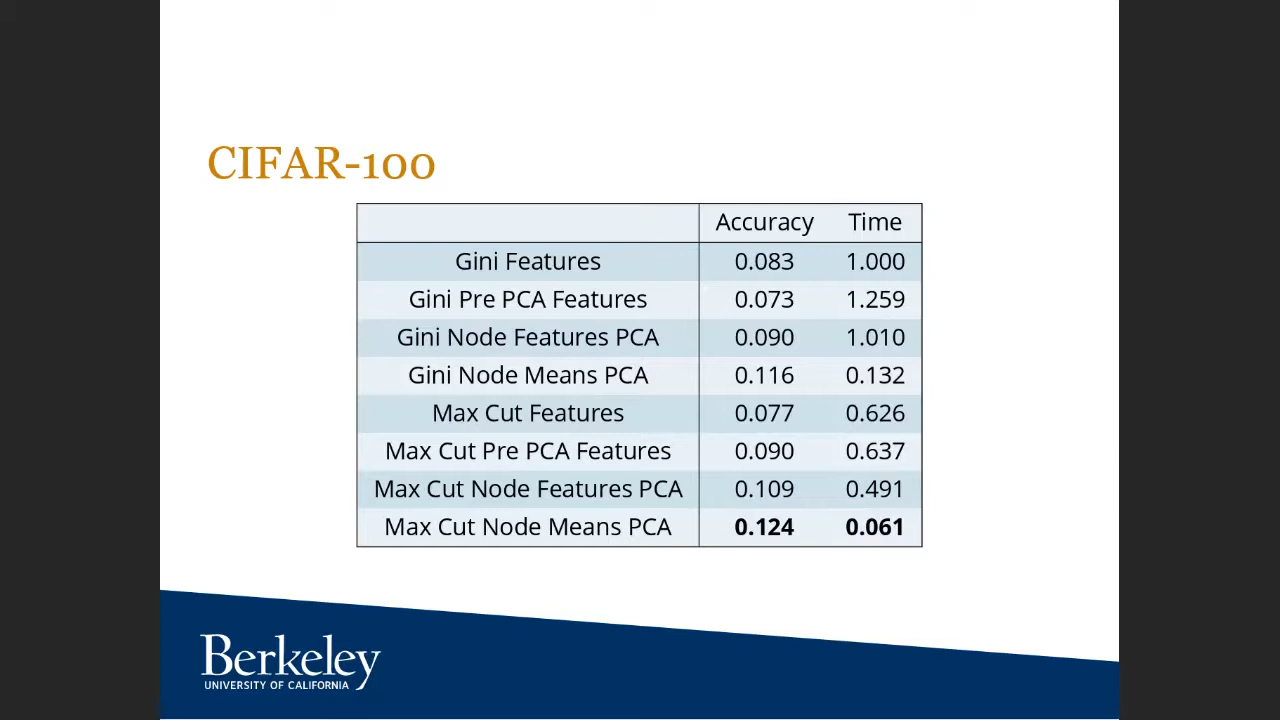 CIFAR-100
Accuracy Time
Gini Features 0.083 1.000
Gini Pre PCA Features 0.073 1.259
Gini Node Features PCA 0.090 1.010
Gini Node Means PCA 0.116 0.132
Max Cut Features 0.077 0.626
Max Cut Pre PCA Features 0.090 0.637
Max Cut Node Features PCA 0.109 0.491
Max Cut Node Means PCA 0.124 0.061
Berkeley
UNIVERSITY OF CALIFORNIA